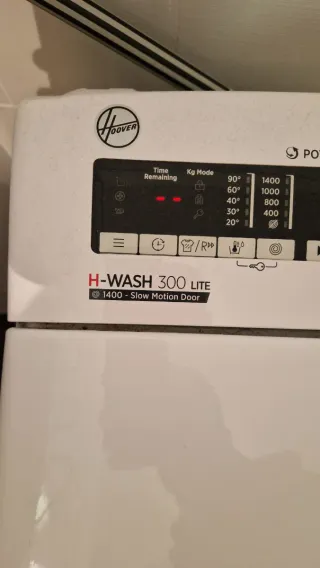 HOOVER
PO
Time
Remaining
Kg Mode
90°
60°
40°
30°
20°
1400
1000
800
400
- -
/R
H-WASH 300 LITE
1400 - Slow Motion Door